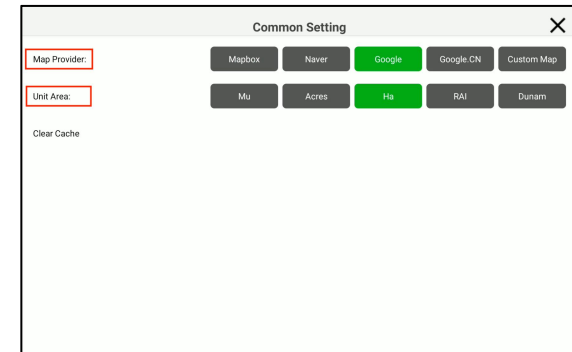 Common Setting
Map Provider: Mapbox Naver Google Google.CN Custom Map
Unit Area: Mu Acres Ha RAI Dunam
Clear Cache